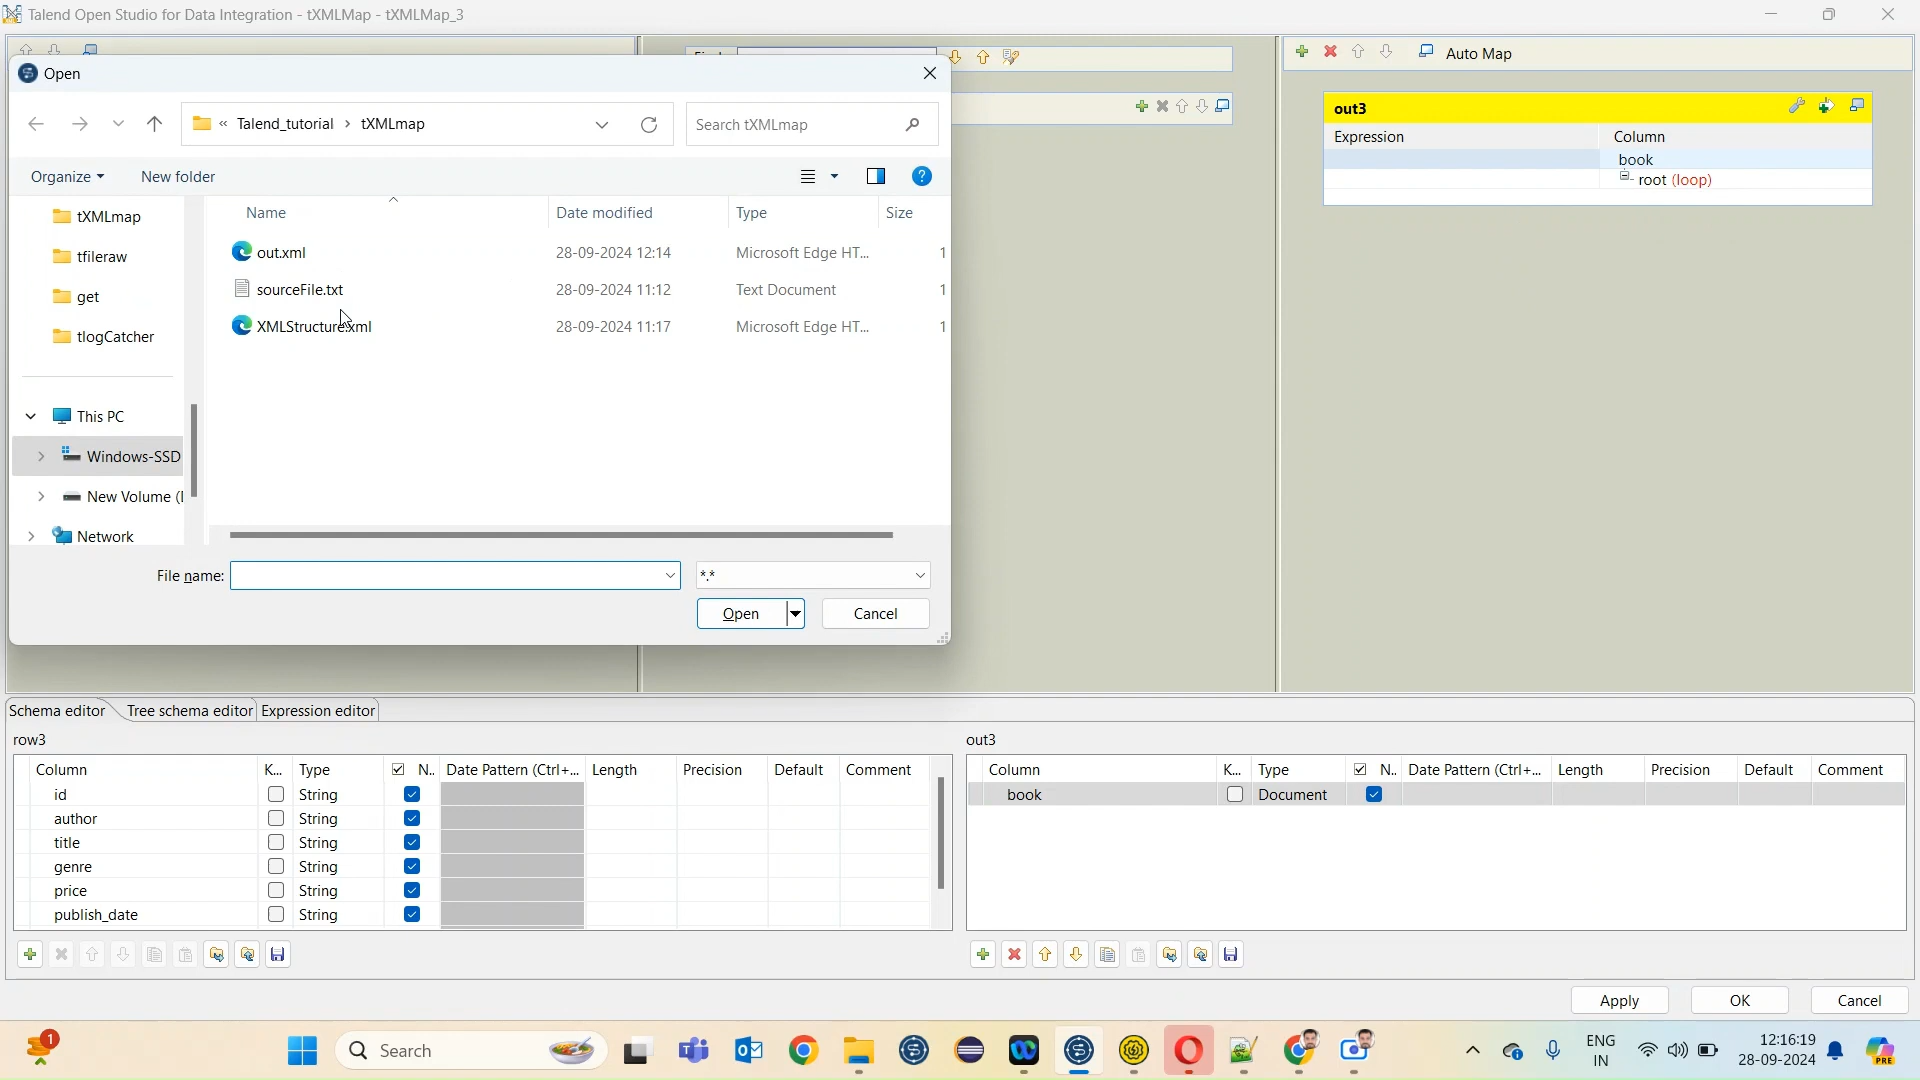 Talend Open Studio for Data Integration - tXMLMap - tXMLMap_3
Auto Map
Open
« Talend_tutorial › tXMLmap
Search tXMLmap
Organize
New folder
Name
Date modified
Type
Size
tXMLmap
tfileraw
get
tlogCatcher
This PC
Windows-SSD
New Volume (
Network
out.xml 28-09-2024 12:14 Microsoft Edge HT... 1
sourceFile.txt 28-09-2024 11:12 Text Document 1
XMLStructure.xml 28-09-2024 11:17 Microsoft Edge HT... 1
File name:
*.*
Open
Cancel
out3
Expression Column
book
root (loop)
Schema editor Tree schema editor Expression editor
row3
Column K... Type N.. Date Pattern (Ctrl+... Length Precision Default Comment
id String
author String
title String
genre String
price String
publish_date String
out3
Column K... Type N.. Date Pattern (Ctrl+... Length Precision Default Comment
book Document
Apply
OK
Cancel
1
Search
ENG
IN
12:16:19
28-09-2024
PRE